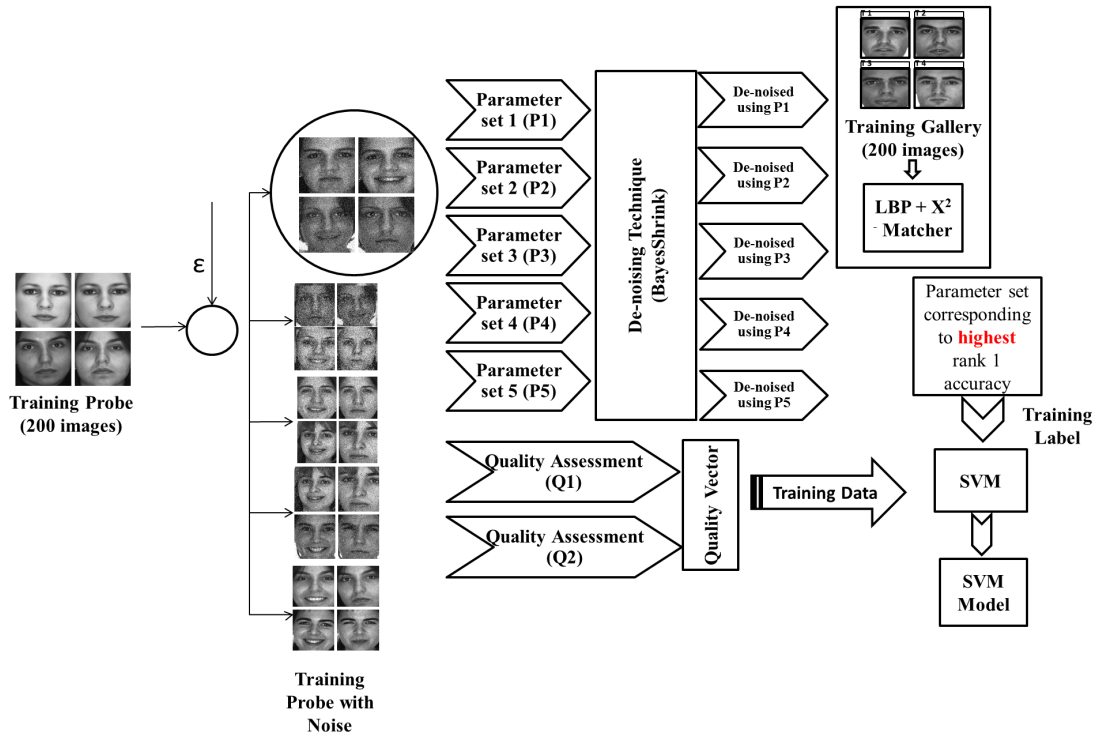 T 1
T 2
T 3
T 4
Training Gallery
(200 images)
LBP + X²
- Matcher
Parameter
set 1 (P1)
Parameter
set 2 (P2)
Parameter
set 3 (P3)
Parameter
set 4 (P4)
Parameter
set 5 (P5)
De-noising Technique
(BayesShrink)
De-noised
using P1
De-noised
using P2
De-noised
using P3
De-noised
using P4
De-noised
using P5
ε
Training Probe
(200 images)
Training
Probe with
Noise
Quality Assessment
(Q1)
Quality Assessment
(Q2)
Quality Vector
Training Data
Parameter set
corresponding
to highest
rank 1
accuracy
Training
Label
SVM
SVM
Model